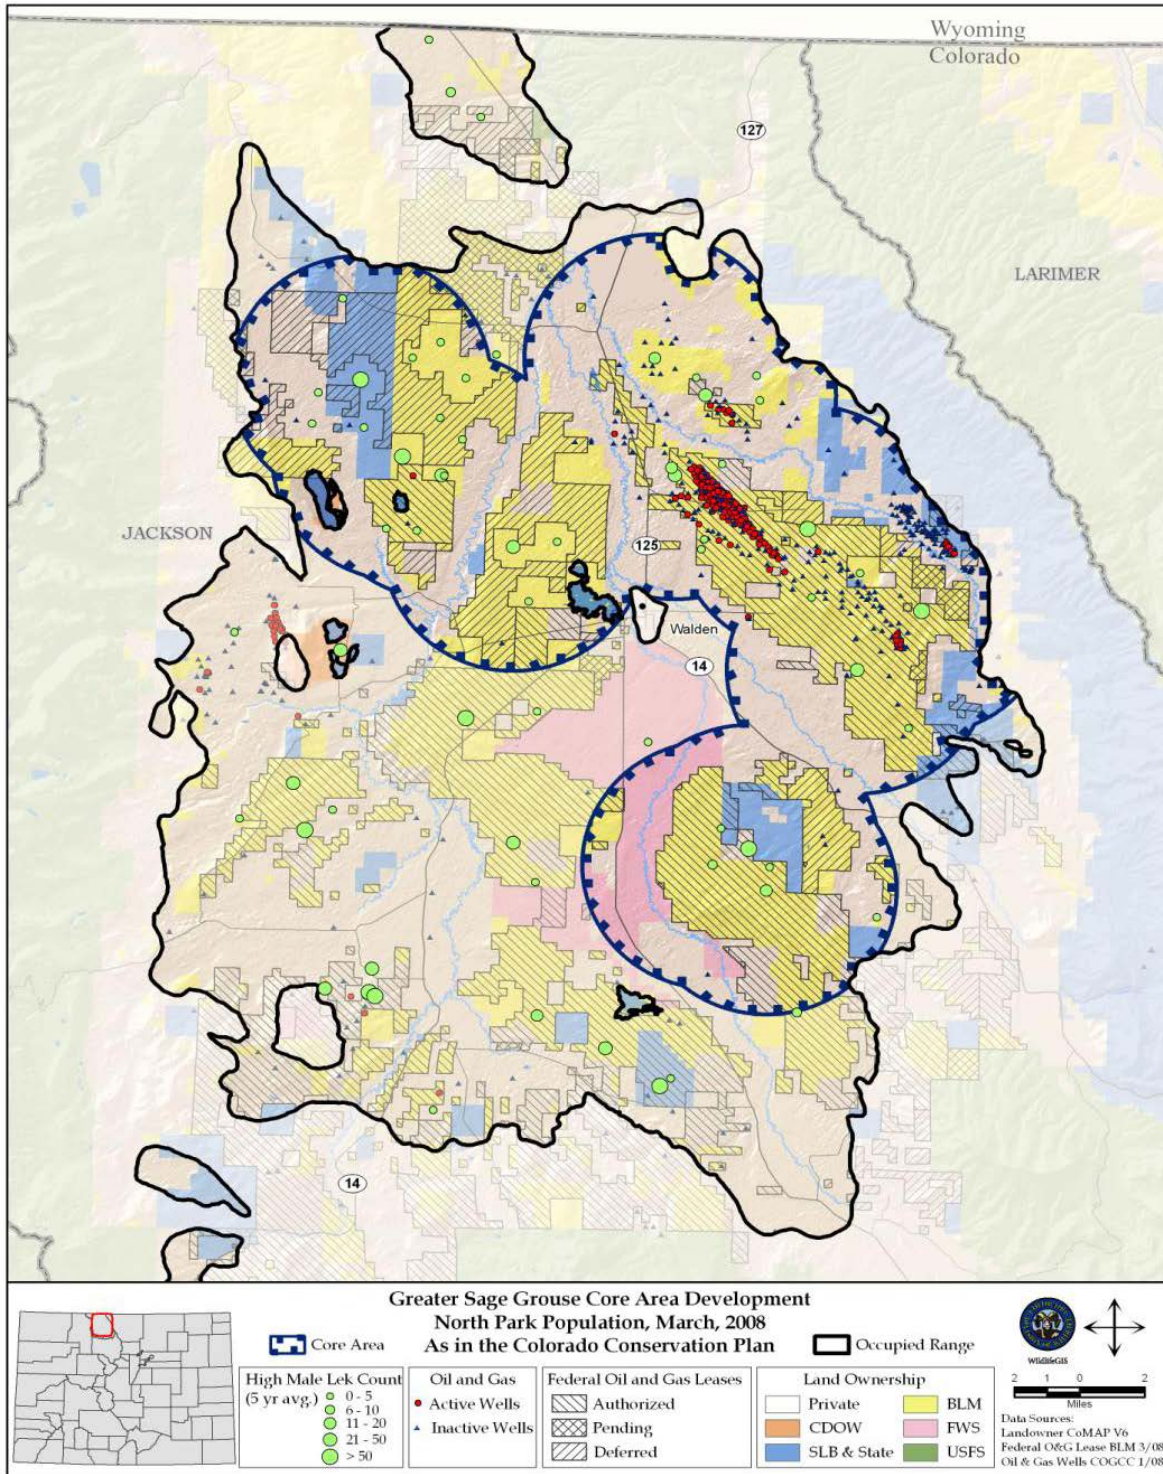 Wyoming
Colorado
127
LARIMER
JACKSON
125
Walden
14
14
Greater Sage Grouse Core Area Development
North Park Population, March, 2008
As in the Colorado Conservation Plan
Core Area
Occupied Range
High Male Lek Count
(5 yr avg.)
0 - 5
6 - 10
11 - 20
21 - 50
> 50
Oil and Gas
Active Wells
Inactive Wells
Federal Oil and Gas Leases
Authorized
Pending
Deferred
Land Ownership
Private
CDOW
SLB & State
BLM
FWS
USFS
WildlifeGIS
2 1 0 2
Miles
Data Sources:
Landowner CoMAP V6
Federal O&G Lease BLM 3/08
Oil & Gas Wells COGCC 1/08